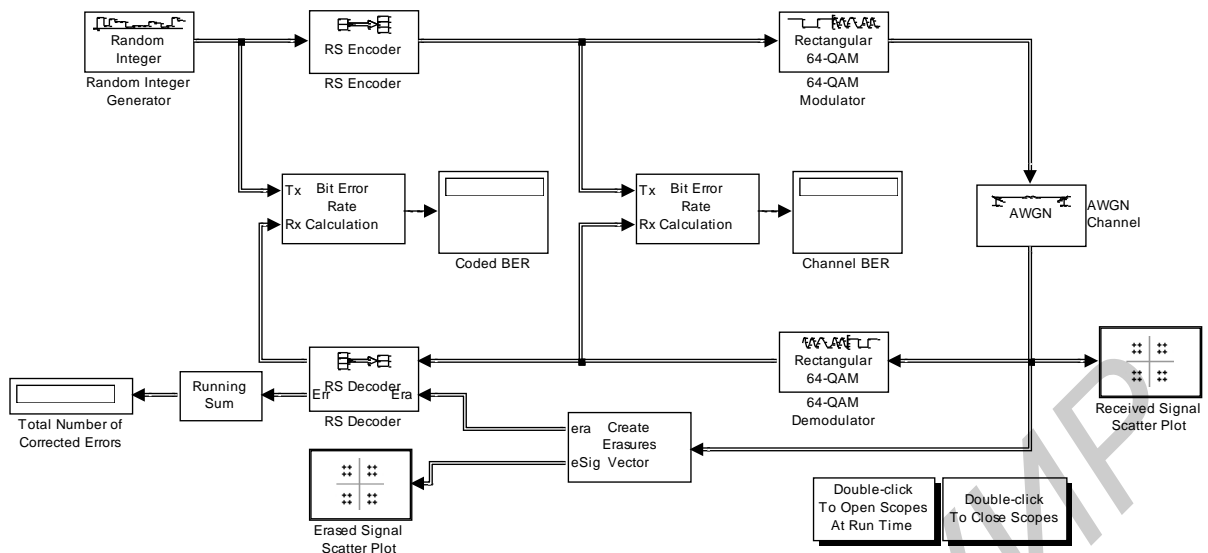 Random
Integer
Random Integer
Generator
RS Encoder
RS Encoder
Rectangular
64-QAM
64-QAM
Modulator
Tx
Rx
Bit Error
Rate
Calculation
Coded BER
Tx
Rx
Bit Error
Rate
Calculation
Channel BER
AWGN
AWGN
Channel
Total Number of
Corrected Errors
Running
Sum
RS Decoder
Err
Era
RS Decoder
Rectangular
64-QAM
64-QAM
Demodulator
Received Signal
Scatter Plot
era
eSig
Create
Erasures
Vector
Erased Signal
Scatter Plot
Double-click
To Open Scopes
At Run Time
Double-click
To Close Scopes